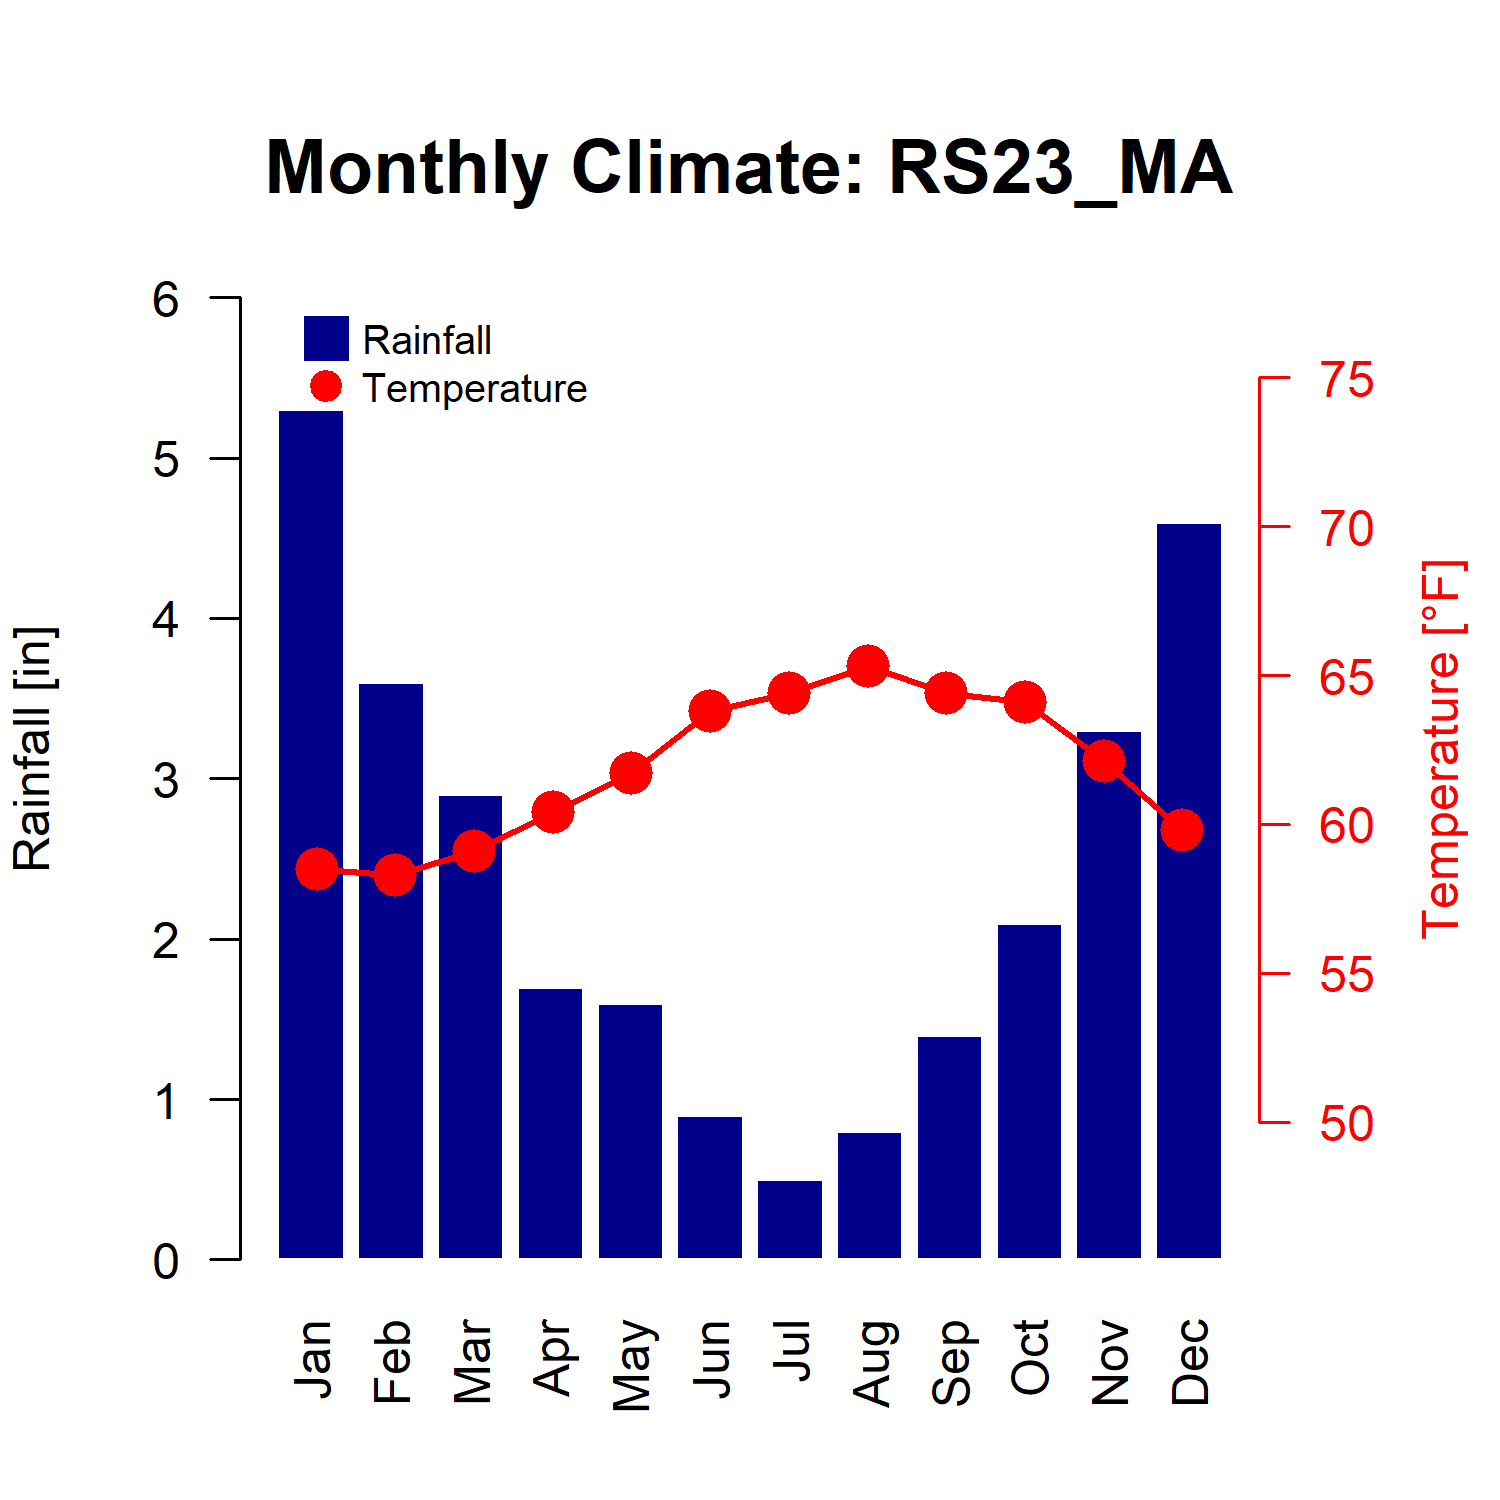 Monthly Climate: RS23_MA
Rainfall
Temperature
Rainfall [in]
6
5
4
3
2
1
0
75
70
65
60
55
50
Temperature [°F]
Jan
Feb
Mar
Apr
May
Jun
Jul
Aug
Sep
Oct
Nov
Dec